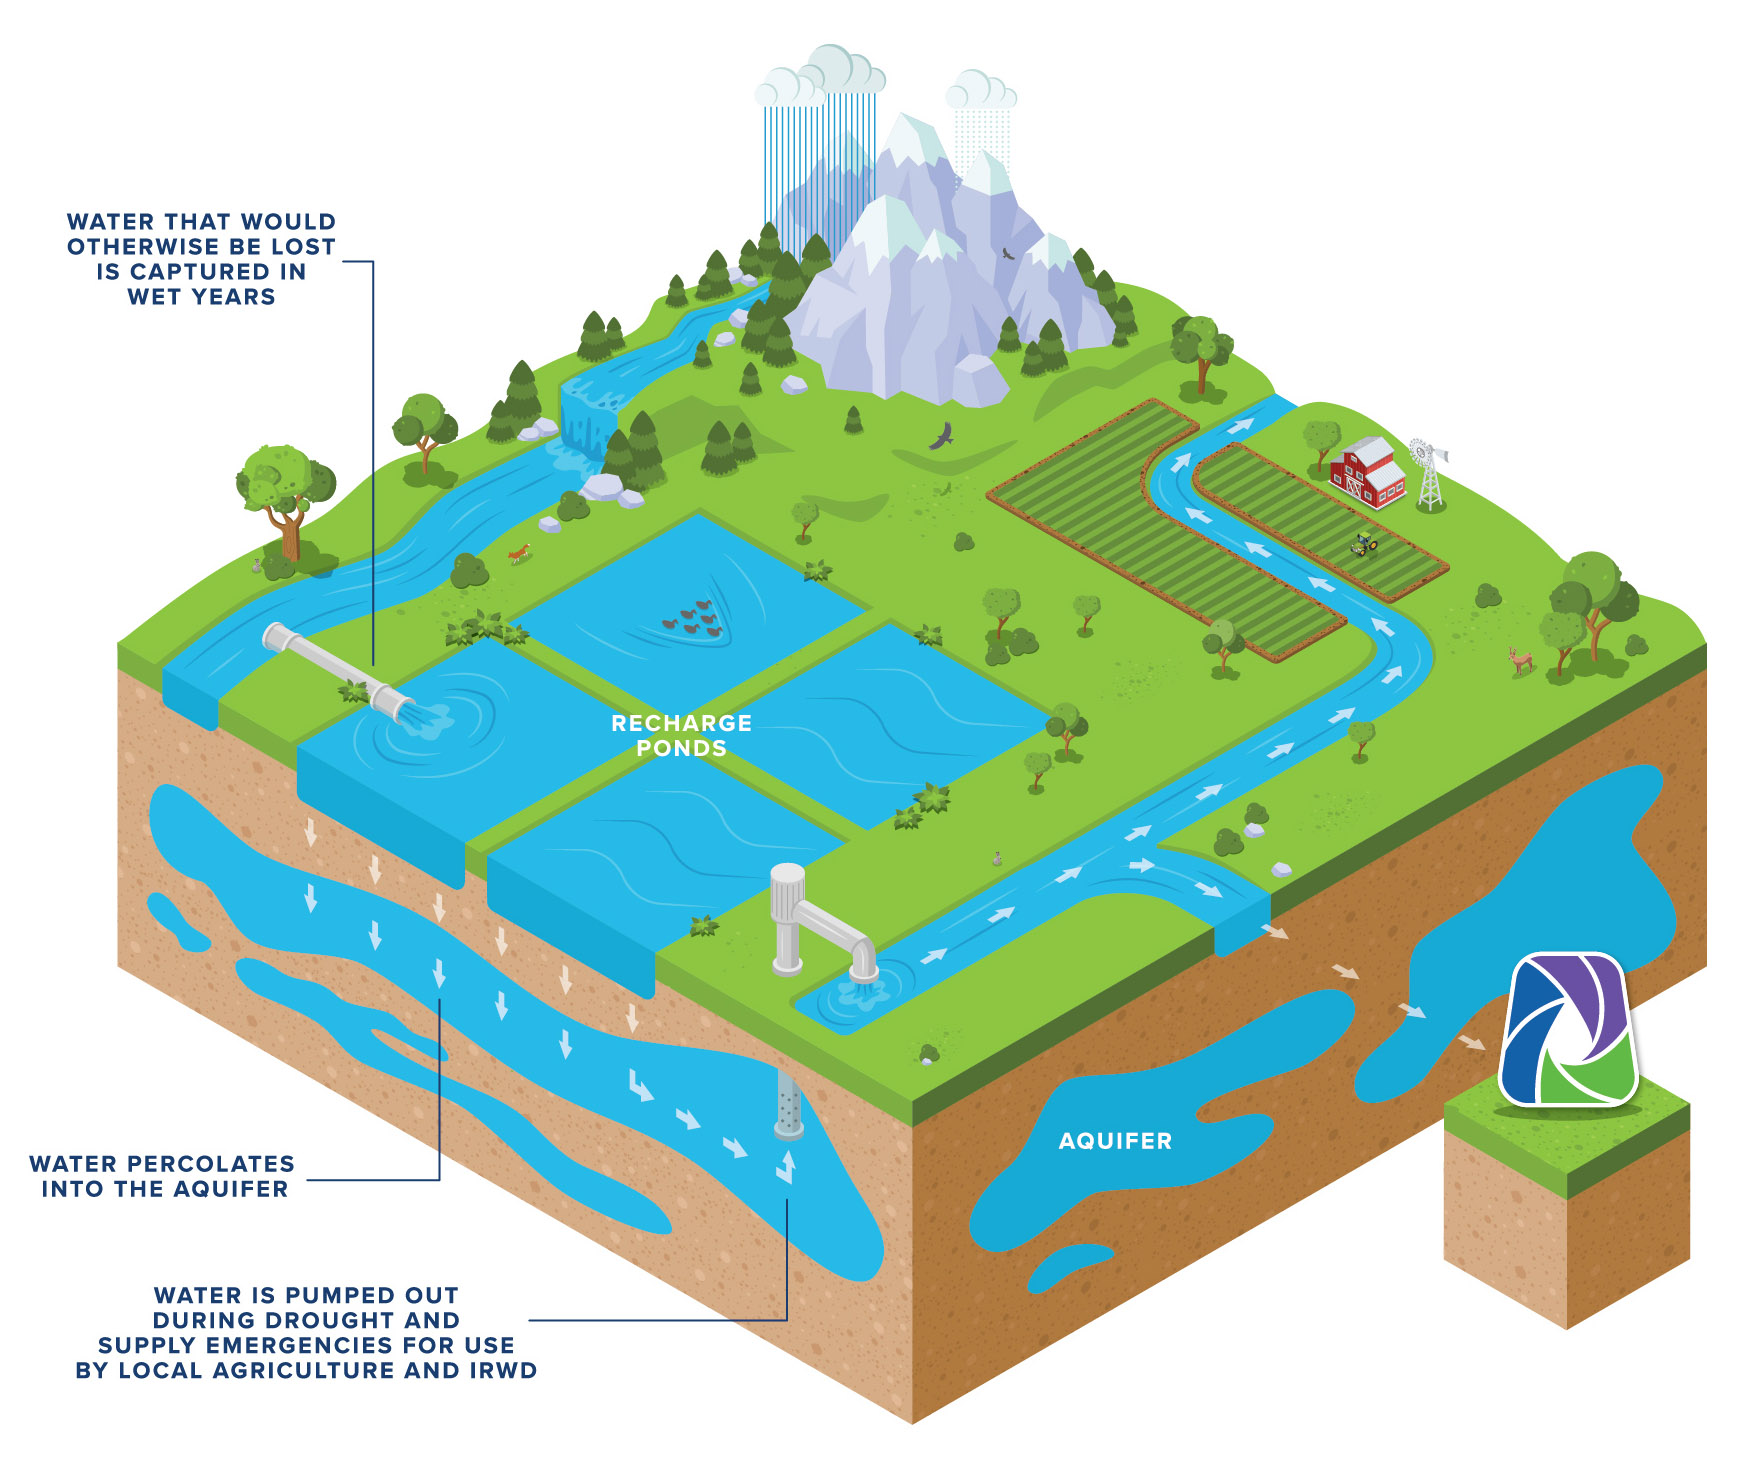 WATER THAT WOULD
OTHERWISE BE LOST
IS CAPTURED IN
WET YEARS
RECHARGE
PONDS
AQUIFER
WATER PERCOLATES
INTO THE AQUIFER
WATER IS PUMPED OUT
DURING DROUGHT AND
SUPPLY EMERGENCIES FOR USE
BY LOCAL AGRICULTURE AND IRWD